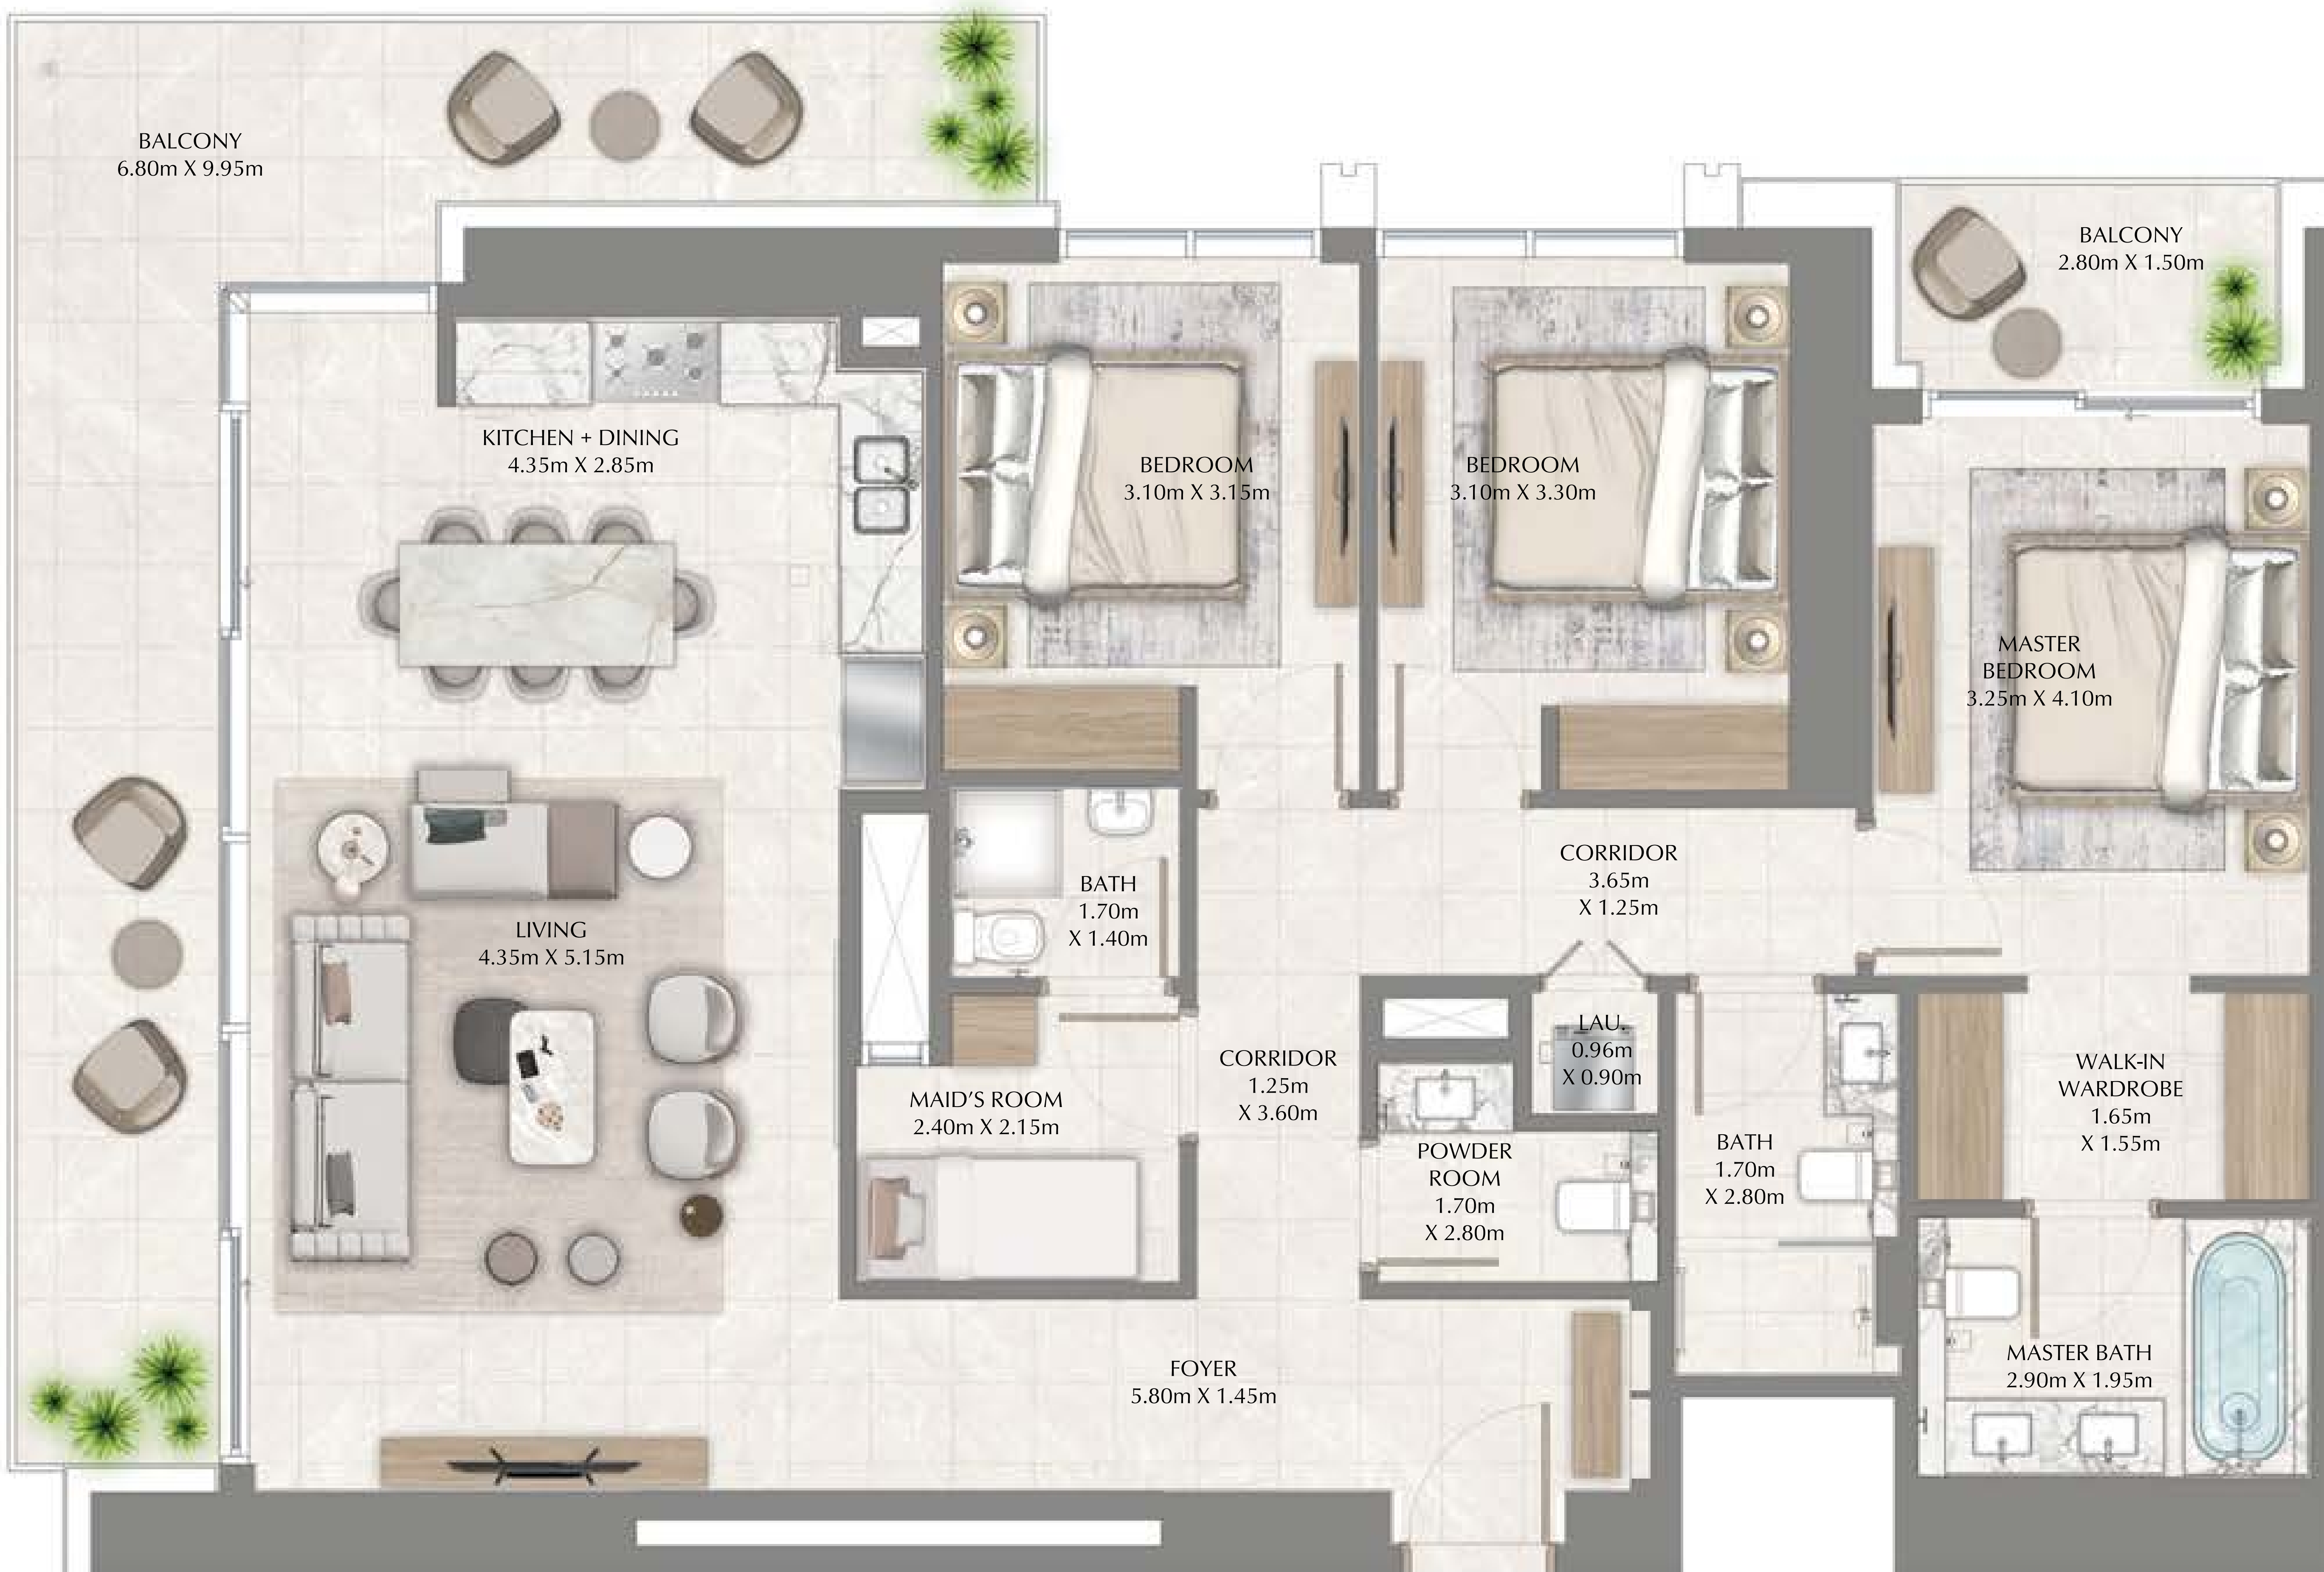 BALCONY
6.80m X 9.95m
BALCONY
2.80m X 1.50m
KITCHEN + DINING
4.35m X 2.85m
BEDROOM
3.10m X 3.15m
BEDROOM
3.10m X 3.30m
MASTER
BEDROOM
3.25m X 4.10m
LIVING
4.35m X 5.15m
BATH
1.70m
X 1.40m
CORRIDOR
3.65m
X 1.25m
MAID'S ROOM
2.40m X 2.15m
CORRIDOR
1.25m
X 3.60m
LAU.
0.96m
X 0.90m
POWDER
ROOM
1.70m
X 2.80m
BATH
1.70m
X 2.80m
WALK-IN
WARDROBE
1.65m
X 1.55m
FOYER
5.80m X 1.45m
MASTER BATH
2.90m X 1.95m